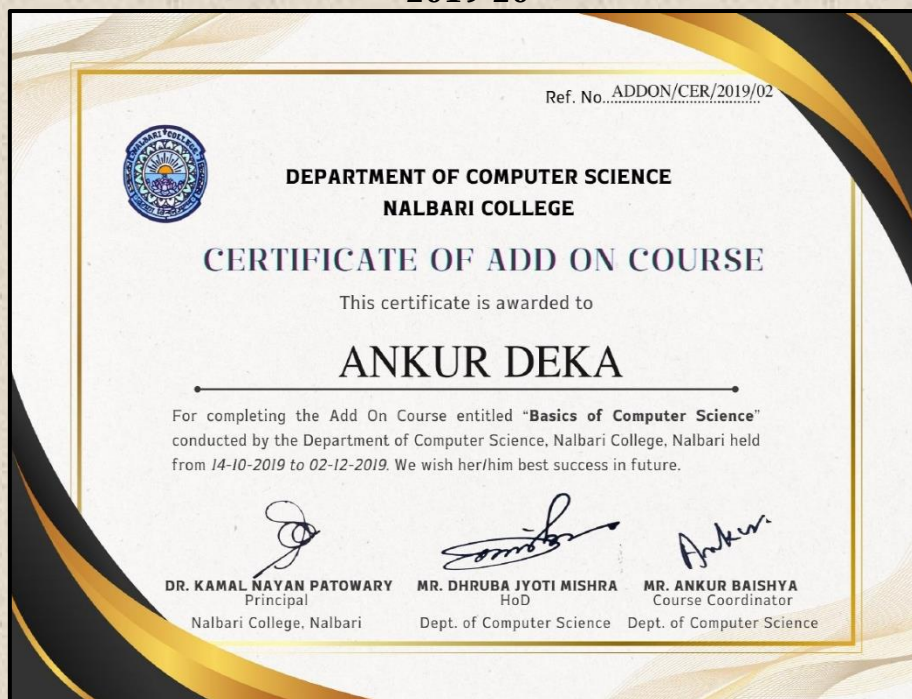 Ref. No. ADDON/CER/2019/02
NALBARI COLLEGE
DEPARTMENT OF COMPUTER SCIENCE
NALBARI COLLEGE
CERTIFICATE OF ADD ON COURSE
This certificate is awarded to
ANKUR DEKA
For completing the Add On Course entitled “Basics of Computer Science”
conducted by the Department of Computer Science, Nalbari College, Nalbari held
from 14-10-2019 to 02-12-2019. We wish her/him best success in future.
Ankur
DR. KAMAL NAYAN PATOWARY MR. DHRUBA JYOTI MISHRA MR. ANKUR BAISHYA
Principal HoD Course Coordinator
Nalbari College, Nalbari Dept. of Computer Science Dept. of Computer Science